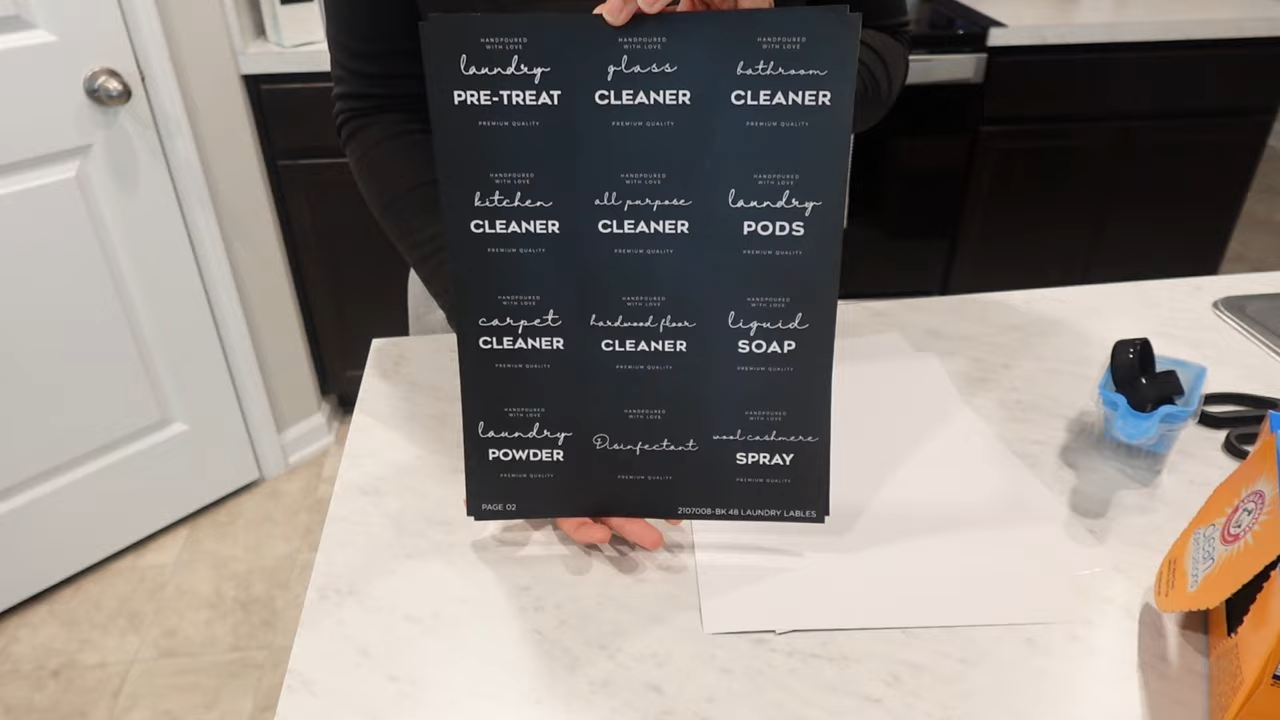 HANDPOURED
WITH LOVE
laundry
PRE-TREAT
PREMIUM QUALITY
HANDPOURED
WITH LOVE
glass
CLEANER
PREMIUM QUALITY
HANDPOURED
WITH LOVE
bathroom
CLEANER
PREMIUM QUALITY
HANDPOURED
WITH LOVE
kitchen
CLEANER
PREMIUM QUALITY
HANDPOURED
WITH LOVE
all purpose
CLEANER
PREMIUM QUALITY
HANDPOURED
WITH LOVE
laundry
PODS
PREMIUM QUALITY
HANDPOURED
WITH LOVE
carpet
CLEANER
PREMIUM QUALITY
HANDPOURED
WITH LOVE
hardwood floor
CLEANER
PREMIUM QUALITY
HANDPOURED
WITH LOVE
liquid
SOAP
PREMIUM QUALITY
HANDPOURED
WITH LOVE
laundry
POWDER
PREMIUM QUALITY
HANDPOURED
WITH LOVE
Disinfectant
PREMIUM QUALITY
HANDPOURED
WITH LOVE
wool cashmere
SPRAY
PREMIUM QUALITY
PAGE 02
2107008-BK 48 LAUNDRY LABLES
clean